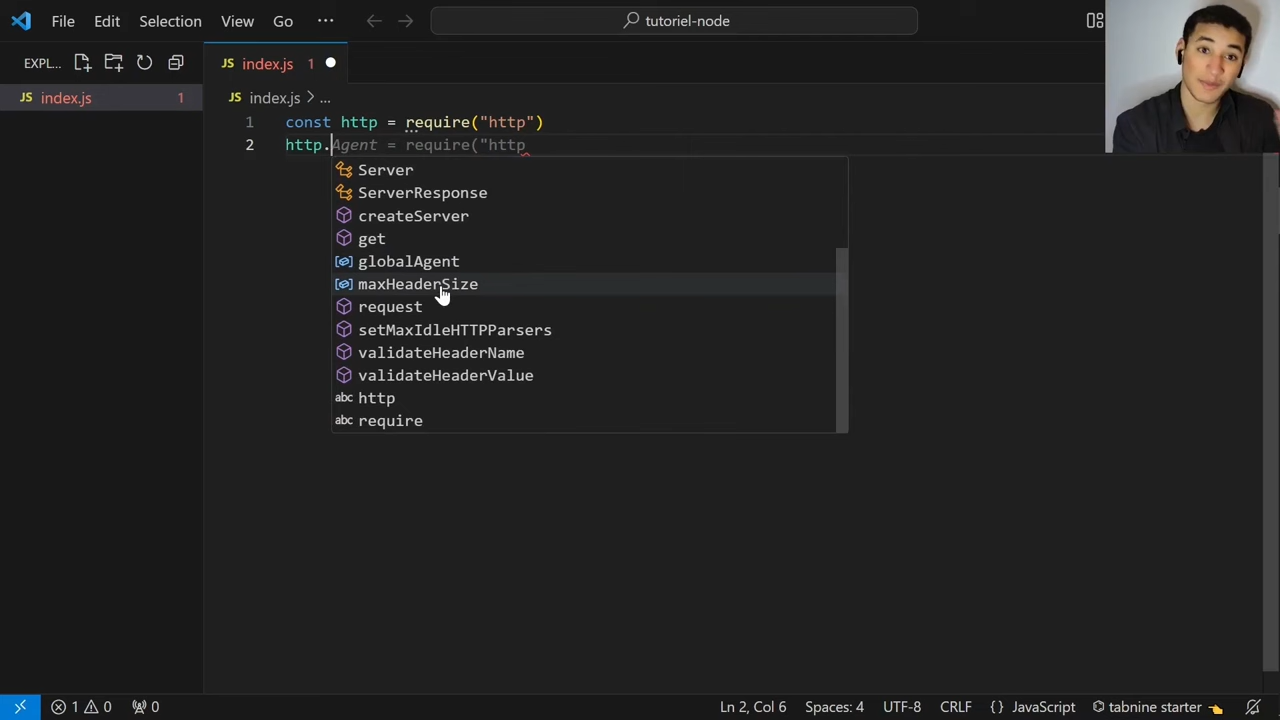 File Edit Selection View Go ... tutoriel-node
EXPL... JS index.js 1
JS index.js 1 JS index.js > ...
1 const http = require("http")
2 http.Agent = require("http
Server
ServerResponse
createServer
get
globalAgent
maxHeaderSize
request
setMaxIdleHTTPParsers
validateHeaderName
validateHeaderValue
abc http
abc require
1 0 0 Ln 2, Col 6 Spaces: 4 UTF-8 CRLF {} JavaScript tabnine starter